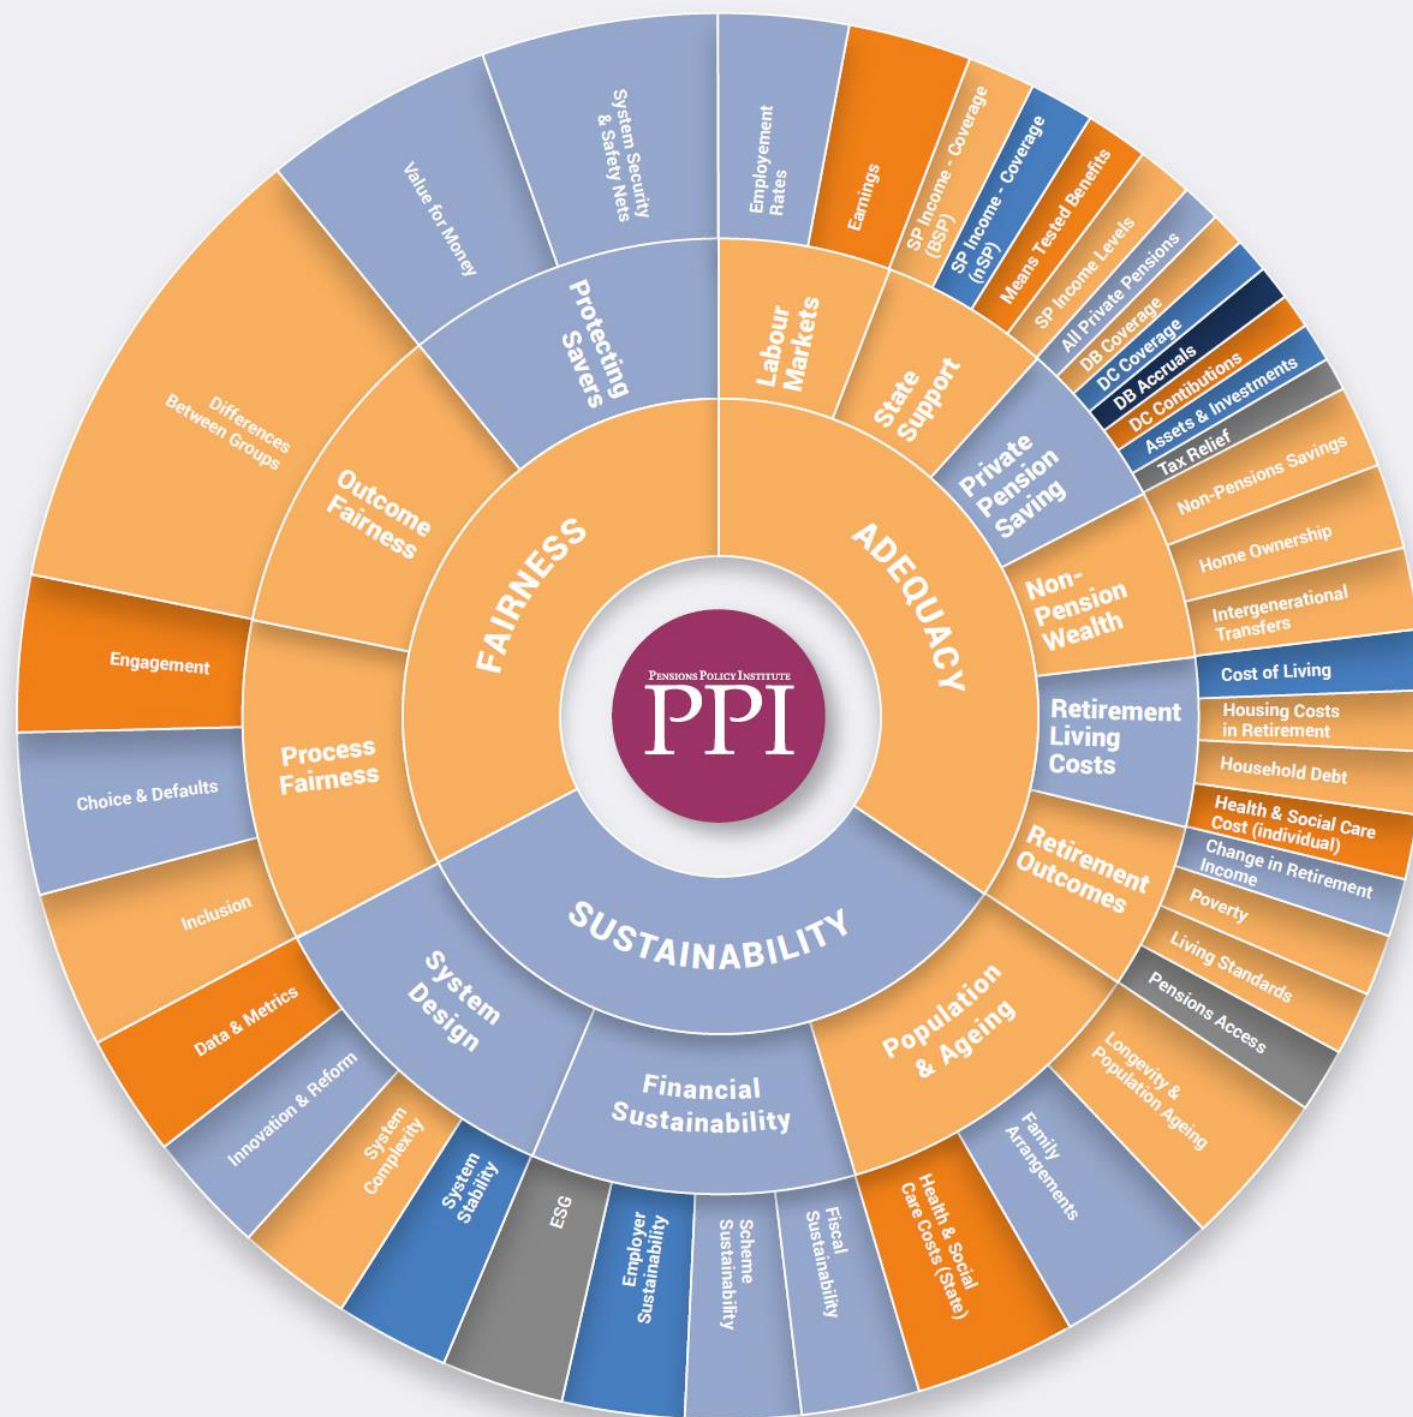 PENSIONS POLICY INSTITUTE
PPI
ADEQUACY
Labour
Markets
Employement
Rates
Earnings
State
Support
SP Income - Coverage
(BSP)
SP Income - Coverage
(nSP)
Means Tested Benefits
SP Income Levels
Private
Pension
Saving
All Private Pensions
DB Coverage
DC Coverage
DB Accruals
DC Contibutions
Assets & Investments
Tax Relief
Non-
Pension
Wealth
Non-Pensions Savings
Home Ownership
Intergenerational
Transfers
Retirement
Living
Costs
Cost of Living
Housing Costs
in Retirement
Household Debt
Health & Social Care
Cost (individual)
Retirement
Outcomes
Change in Retirement
Income
Poverty
Living Standards
Pensions Access
SUSTAINABILITY
Population
& Ageing
Longevity &
Population Ageing
Family
Arrangements
Health & Social
Care Costs (State)
Financial
Sustainability
Fiscal
Sustainability
Scheme
Sustainability
Employer
Sustainability
ESG
System
Design
System
Stability
System
Complexity
Innovation & Reform
Data & Metrics
FAIRNESS
Process
Fairness
Inclusion
Choice & Defaults
Engagement
Outcome
Fairness
Differences
Between Groups
Protecting
Savers
Value for Money
System Security
& Safety Nets